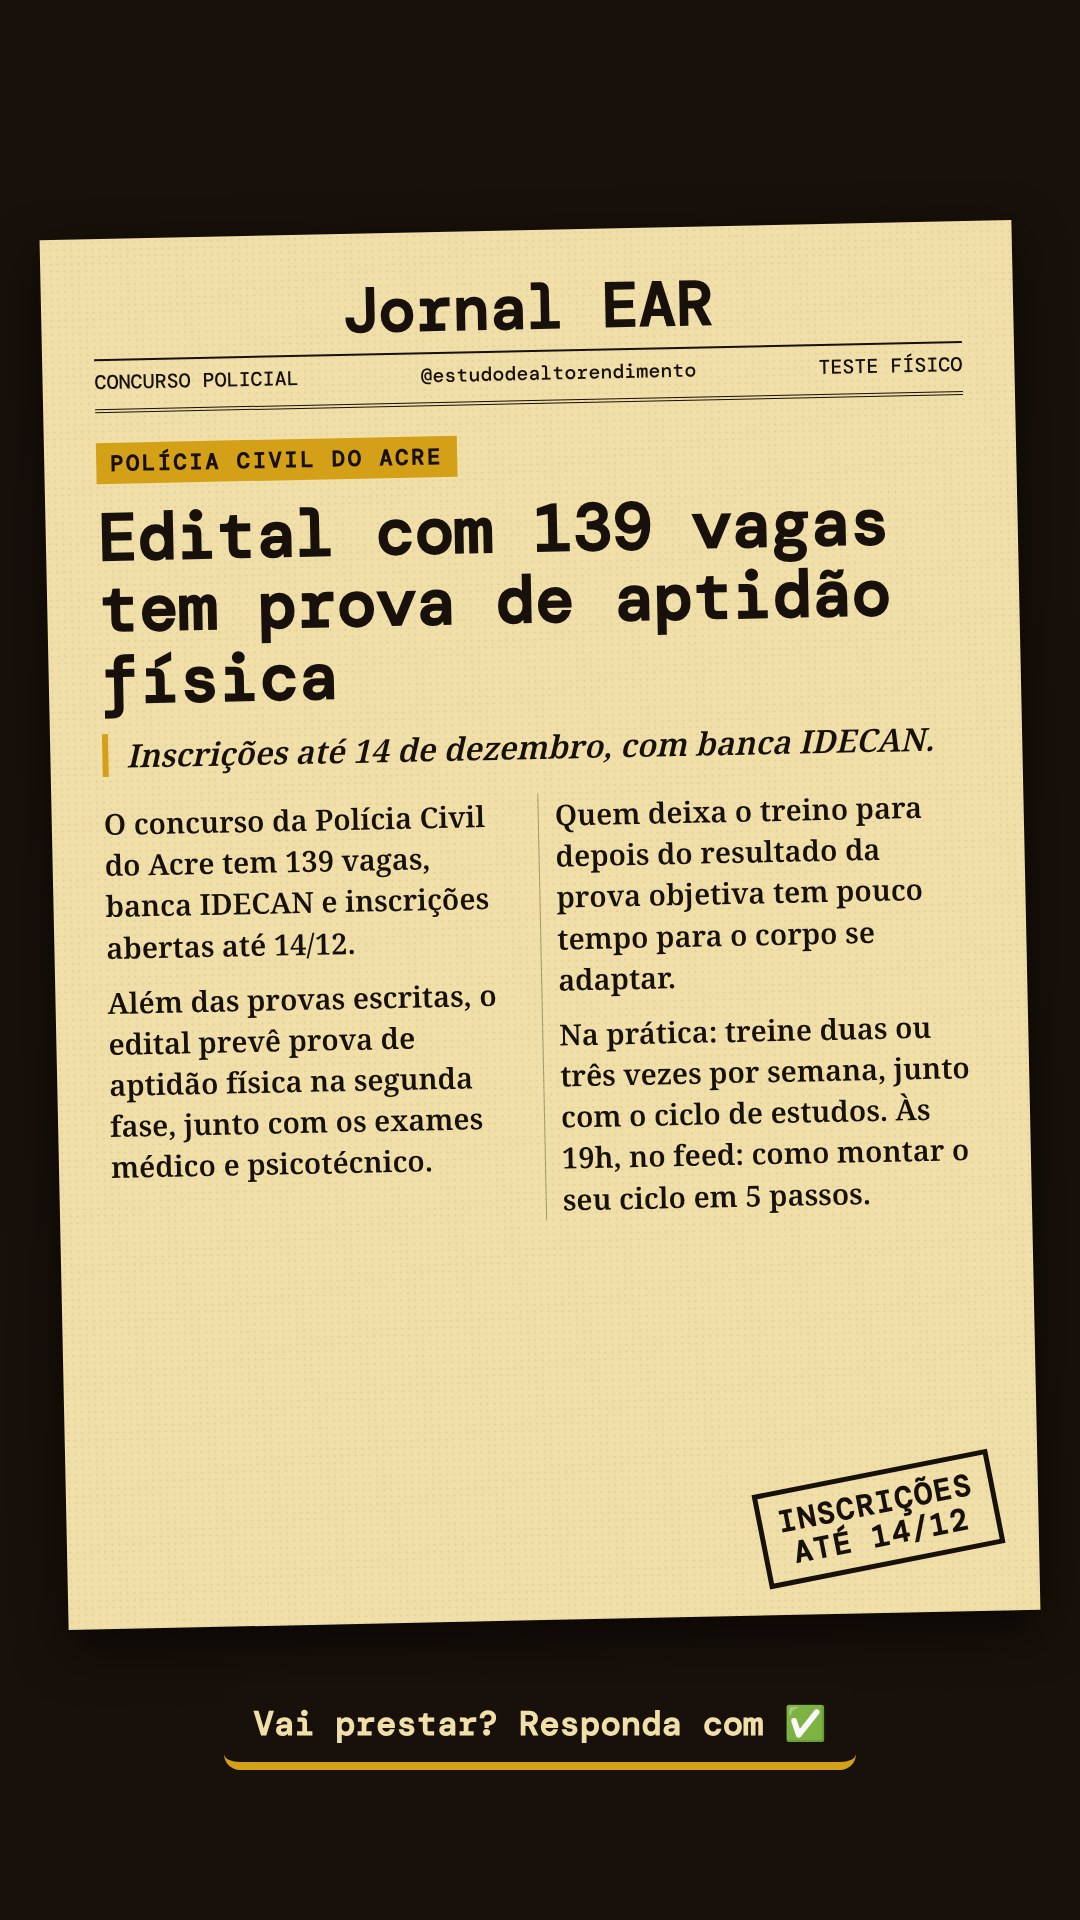 Jornal EAR
CONCURSO POLICIAL
@estudodealtorendimento
TESTE FÍSICO
POLÍCIA CIVIL DO ACRE
Edital com 139 vagas
tem prova de aptidão
física
Inscrições até 14 de dezembro, com banca IDECAN.
O concurso da Polícia Civil
do Acre tem 139 vagas,
banca IDECAN e inscrições
abertas até 14/12.
Além das provas escritas, o
edital prevê prova de
aptidão física na segunda
fase, junto com os exames
médico e psicotécnico.
Quem deixa o treino para
depois do resultado da
prova objetiva tem pouco
tempo para o corpo se
adaptar.
Na prática: treine duas ou
três vezes por semana, junto
com o ciclo de estudos. Às
19h, no feed: como montar o
seu ciclo em 5 passos.
INSCRIÇÕES
ATÉ 14/12
Vai prestar? Responda com ✅